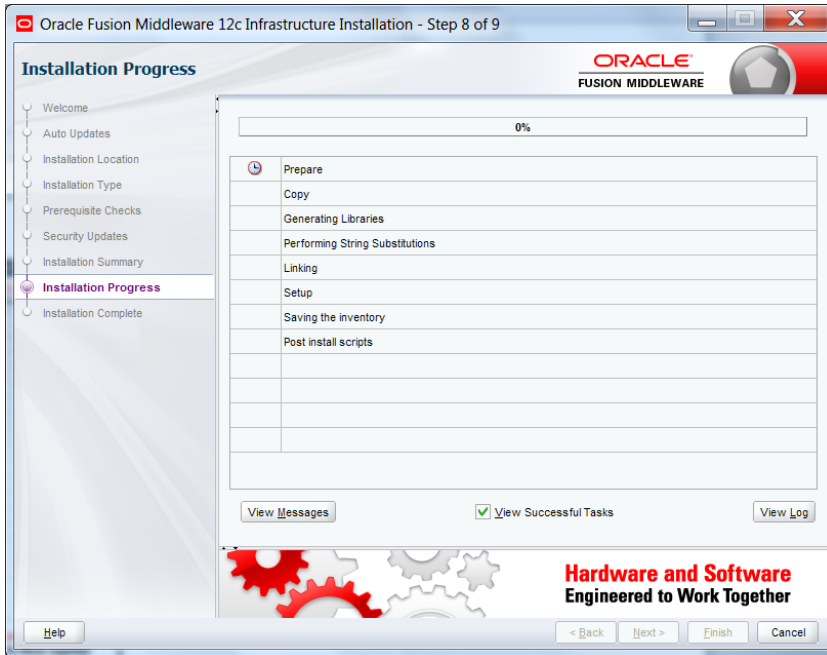 Oracle Fusion Middleware 12c Infrastructure Installation - Step 8 of 9
Installation Progress
ORACLE
FUSION MIDDLEWARE
Welcome
Auto Updates
Installation Location
Installation Type
Prerequisite Checks
Security Updates
Installation Summary
Installation Progress
Installation Complete
0%
Prepare
Copy
Generating Libraries
Performing String Substitutions
Linking
Setup
Saving the inventory
Post install scripts
View Messages
View Successful Tasks
View Log
Hardware and Software
Engineered to Work Together
Help
< Back
Next >
Finish
Cancel